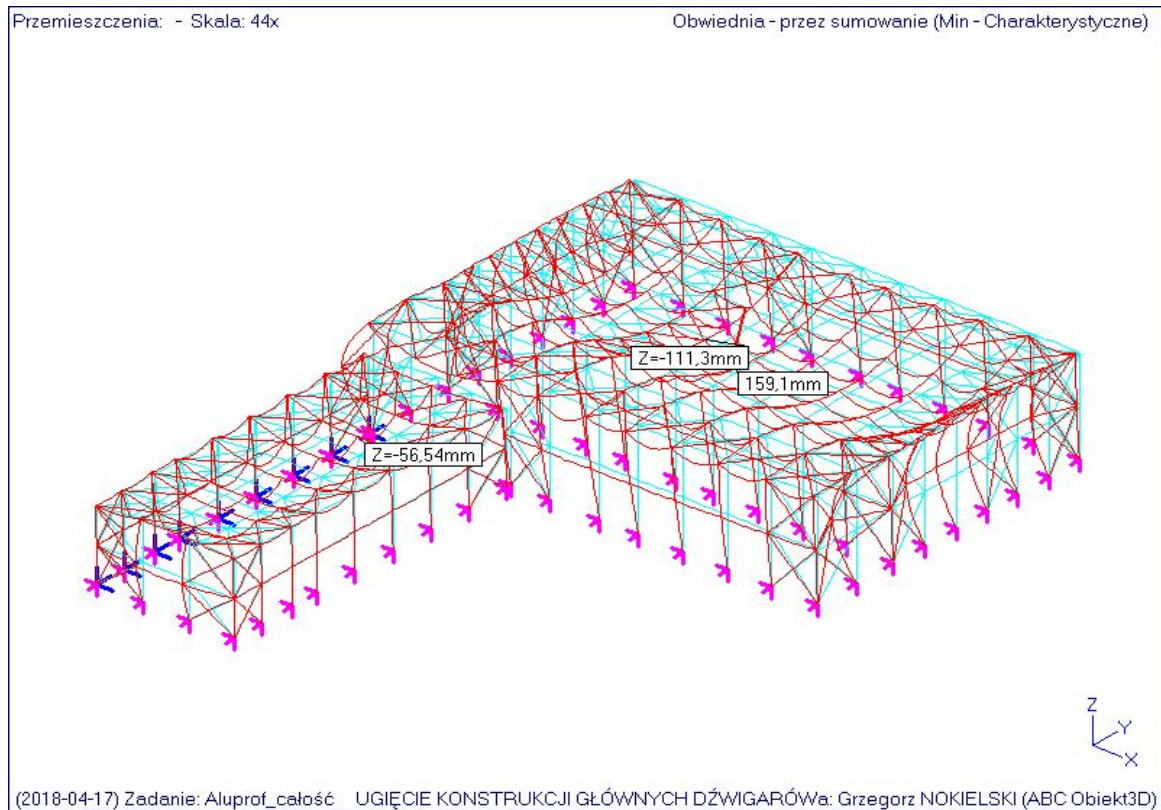 Przemieszczenia: - Skala: 44x
Obwiednia - przez sumowanie (Min - Charakterystyczne)
Z=-111,3mm
159,1mm
Z=-56,54mm
Z
Y
X
(2018-04-17) Zadanie: Aluprof_całość UGIĘCIE KONSTRUKCJI GŁÓWNYCH DŹWIGARÓWa: Grzegorz NOKIELSKI (ABC Obiekt3D)